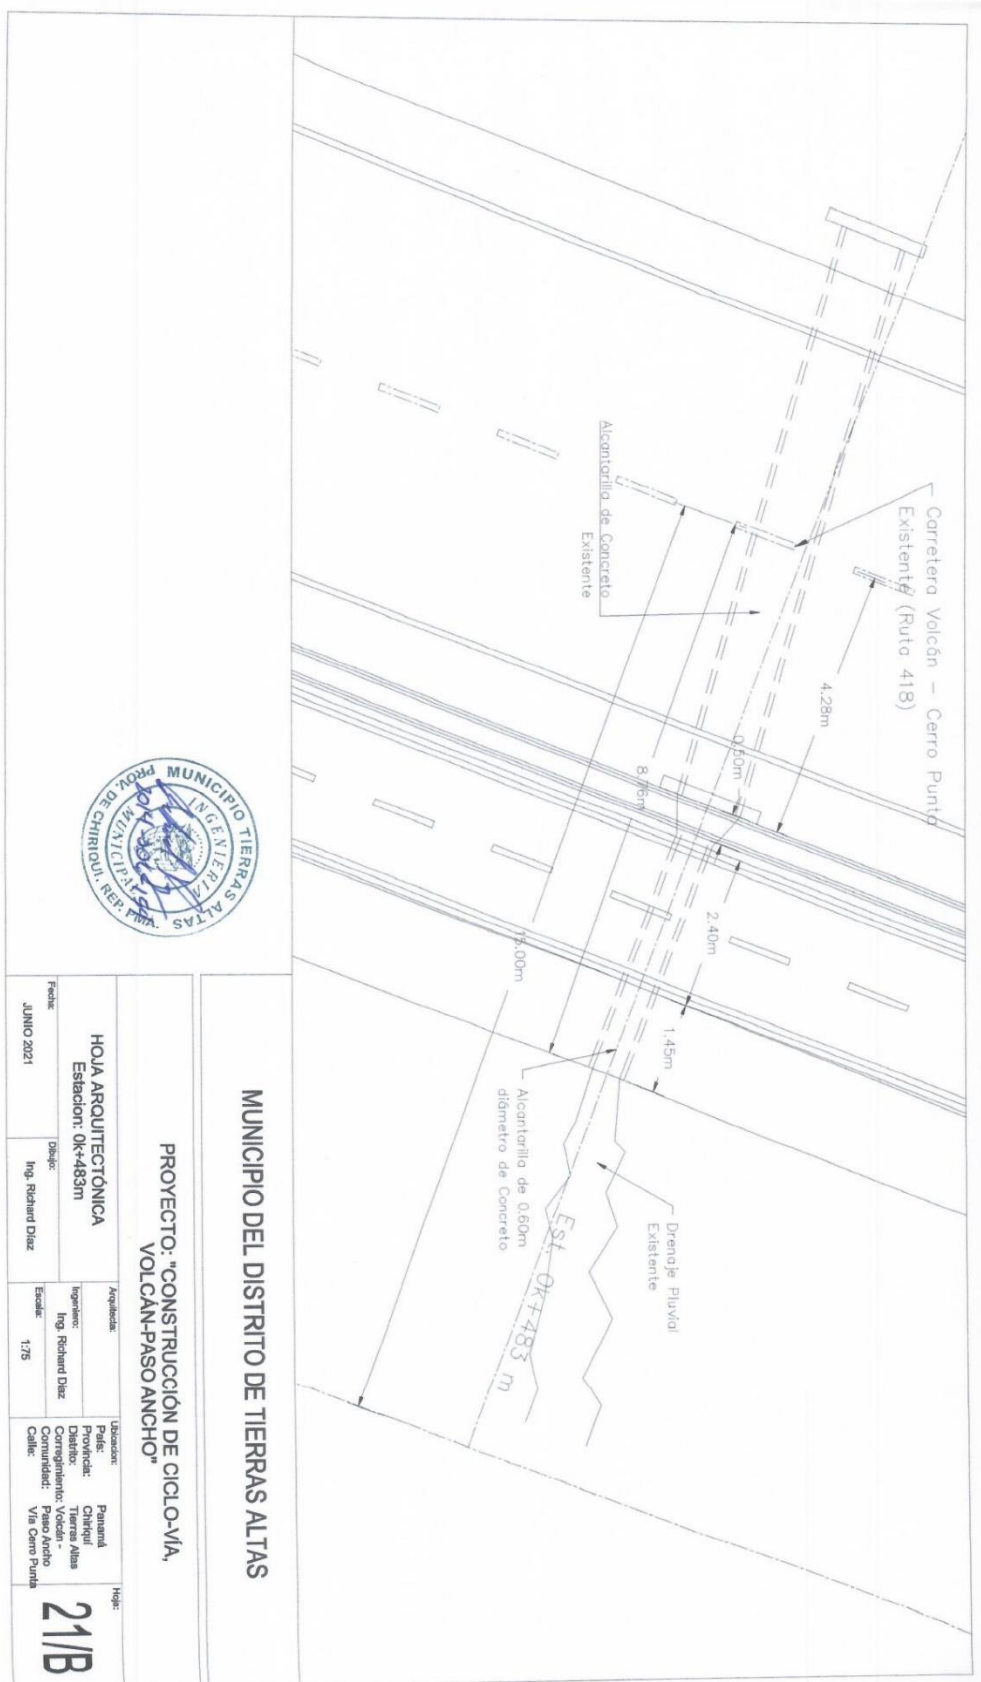 Carretera Volcán - Cerro Punta
Existente (Ruta 418)
Alcantarilla de Concreto
Existente
4.28m
0.50m
8.76m
2.40m
15.00m
1.45m
Alcantarilla de 0.60m
diámetro de Concreto
Drenaje Pluvial
Existente
Est. 0k+483 m
MUNICIPIO TIERRAS ALTAS
INGENIERIA
MUNICIPAL
PROV. DE CHIRIQUI, REP. PMA.
MUNICIPIO DEL DISTRITO DE TIERRAS ALTAS
PROYECTO: "CONSTRUCCIÓN DE CICLO-VÍA,
VOLCÁN-PASO ANCHO"
HOJA ARQUITECTÓNICA
Estacion: 0k+483m
Fecha:
JUNIO 2021
Dibujo:
Ing. Richard Díaz
Arquitecto:
Ingeniero:
Ing. Richard Díaz
Escala:
1:75
Ubicacion:
País: Panamá
Provincia: Chiriquí
Distrito: Tierras Altas
Corregimiento: Volcán -
Comunidad: Paso Ancho
Calle: Vía Cerro Punta
Hoja:
21/B